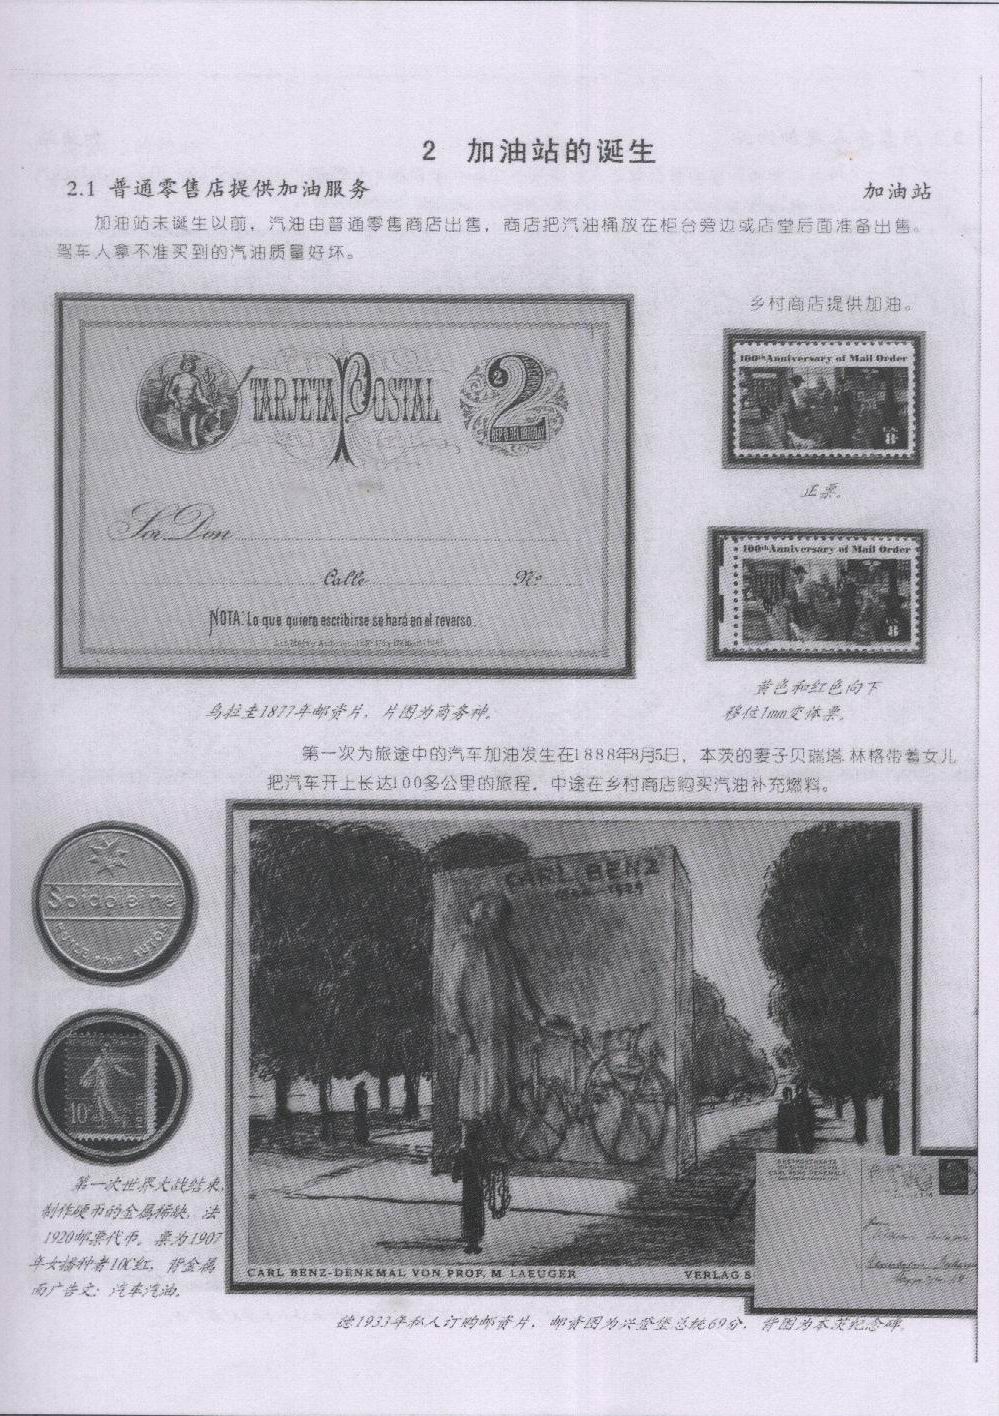 2 加油站的诞生
2.1 普通零售店提供加油服务
加油站
加油站未诞生以前，汽油由普通零售商店出售，商店把汽油桶放在柜台旁边或店堂后面准备出售。
驾车人拿不准买到的汽油质量好坏。
乡村商店提供加油。
TARJETA POSTAL
2
2
REP. DEL URUGUAY
Sor. Don
Calle
No
NOTA: Lo que quiera escribirse se hará en el reverso.
100th Anniversary of Mail Order
8
正票。
100th Anniversary of Mail Order
8
黄色和红色向下
移位1mm变体票。
乌拉圭1877年邮资片，片图为商务神。
第一次为旅途中的汽车加油发生在1888年8月5日，本茨的妻子贝瑞塔.林格带着女儿
把汽车开上长达100多公里的旅程，中途在乡村商店购买汽油补充燃料。
Spidoleine
CARL BENZ
10c
第一次世界大战结束，
制作硬币的金属稀缺，法
1920邮票代币。票为1907
年女播种者10C红，背金属
面广告文：汽车汽油。
CARL BENZ-DENKMAL VON PROF. M. LAEUGER
VERLAG S
德1933年私人订购邮资片，邮资图为兴登堡总统6分，背图为本茨纪念碑。